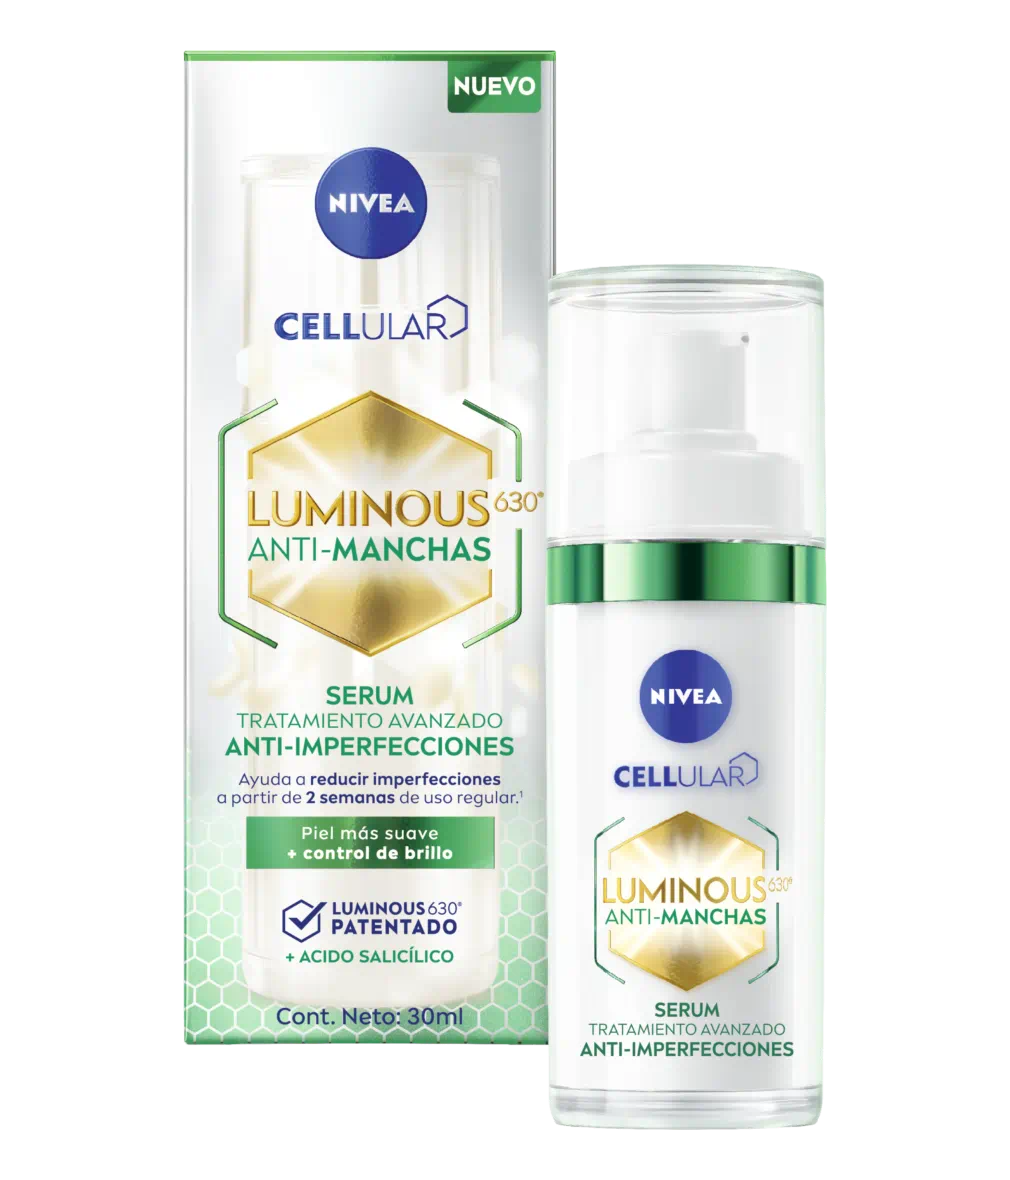 NUEVO
NIVEA
CELLULAR
LUMINOUS630®
ANTI-MANCHAS
SERUM
TRATAMIENTO AVANZADO
ANTI-IMPERFECCIONES
Ayuda a reducir imperfecciones
a partir de 2 semanas de uso regular.¹
Piel más suave
+ control de brillo
LUMINOUS630®
PATENTADO
+ ACIDO SALICÍLICO
Cont. Neto: 30ml
NIVEA
CELLULAR
LUMINOUS630®
ANTI-MANCHAS
SERUM
TRATAMIENTO AVANZADO
ANTI-IMPERFECCIONES